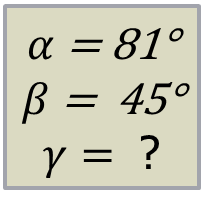 α = 81°
β = 45°
γ = ?